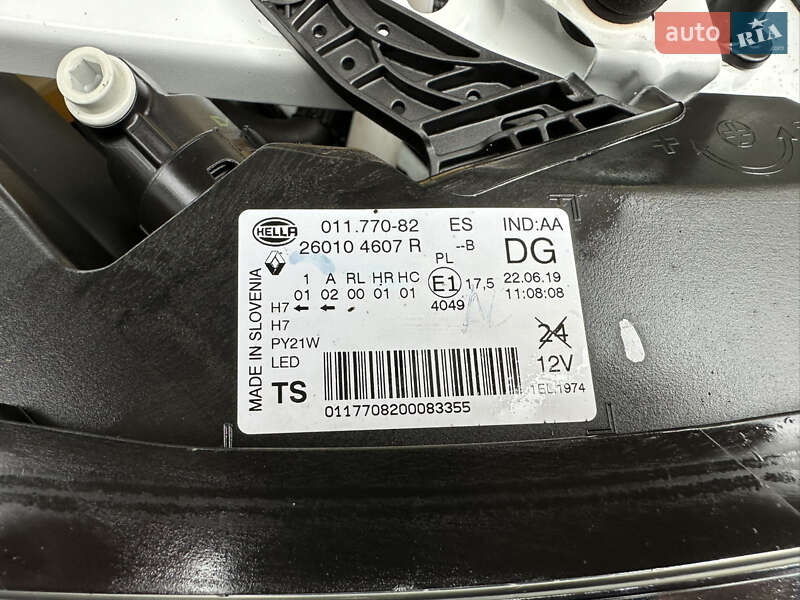 auto RIA
HELLA 011.770-82 ES IND:AA
26010 4607 R --B DG
PL
1 A RL HR HC E1 17,5 22.06.19
01 02 00 01 01 4049 11:08:08
H7 ← ←
H7
PY21W 24
LED 12V
TS 1EL.1974
0117708200083355
MADE IN SLOVENIA